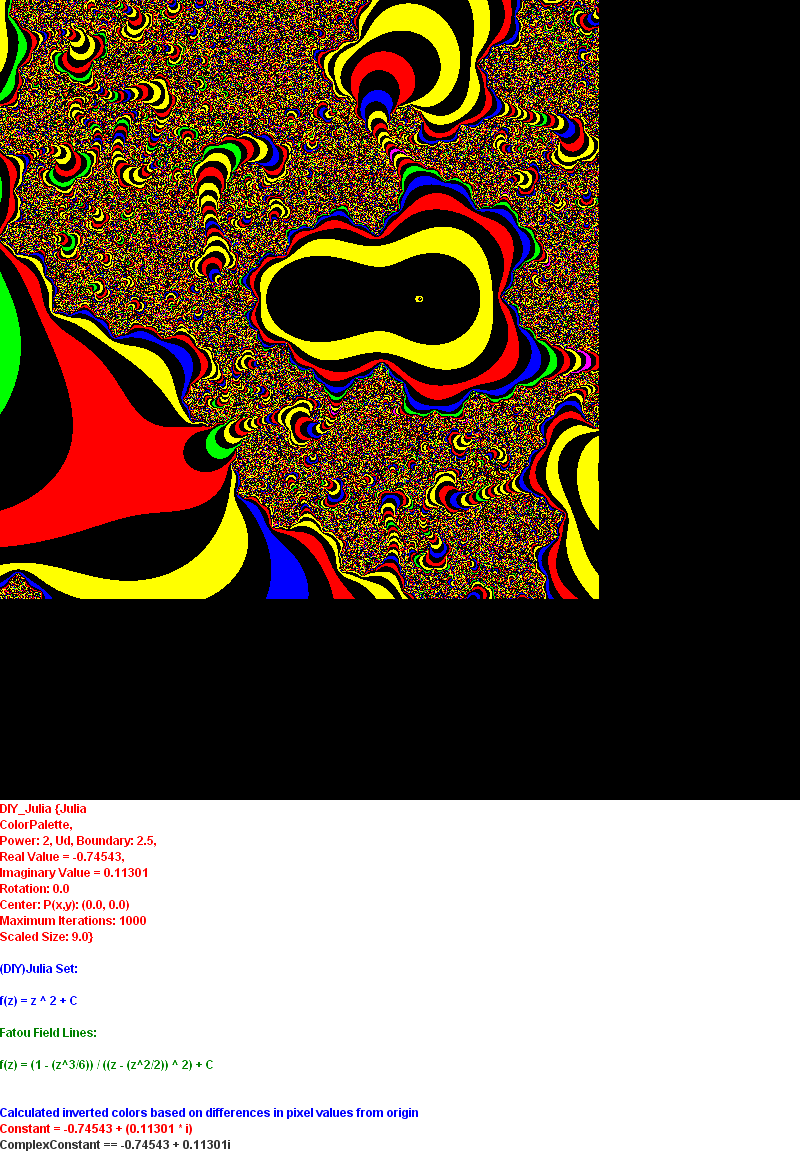 DIY_Julia {Julia
ColorPalette,
Power: 2, Ud, Boundary: 2.5,
Real Value = -0.74543,
Imaginary Value = 0.11301
Rotation: 0.0
Center: P(x,y): (0.0, 0.0)
Maximum Iterations: 1000
Scaled Size: 9.0}
(DIY)Julia Set:
f(z) = z ^ 2 + C
Fatou Field Lines:
f(z) = (1 - (z^3/6)) / ((z - (z^2/2)) ^ 2) + C
Calculated inverted colors based on differences in pixel values from origin
Constant = -0.74543 + (0.11301 * i)
ComplexConstant == -0.74543 + 0.11301i